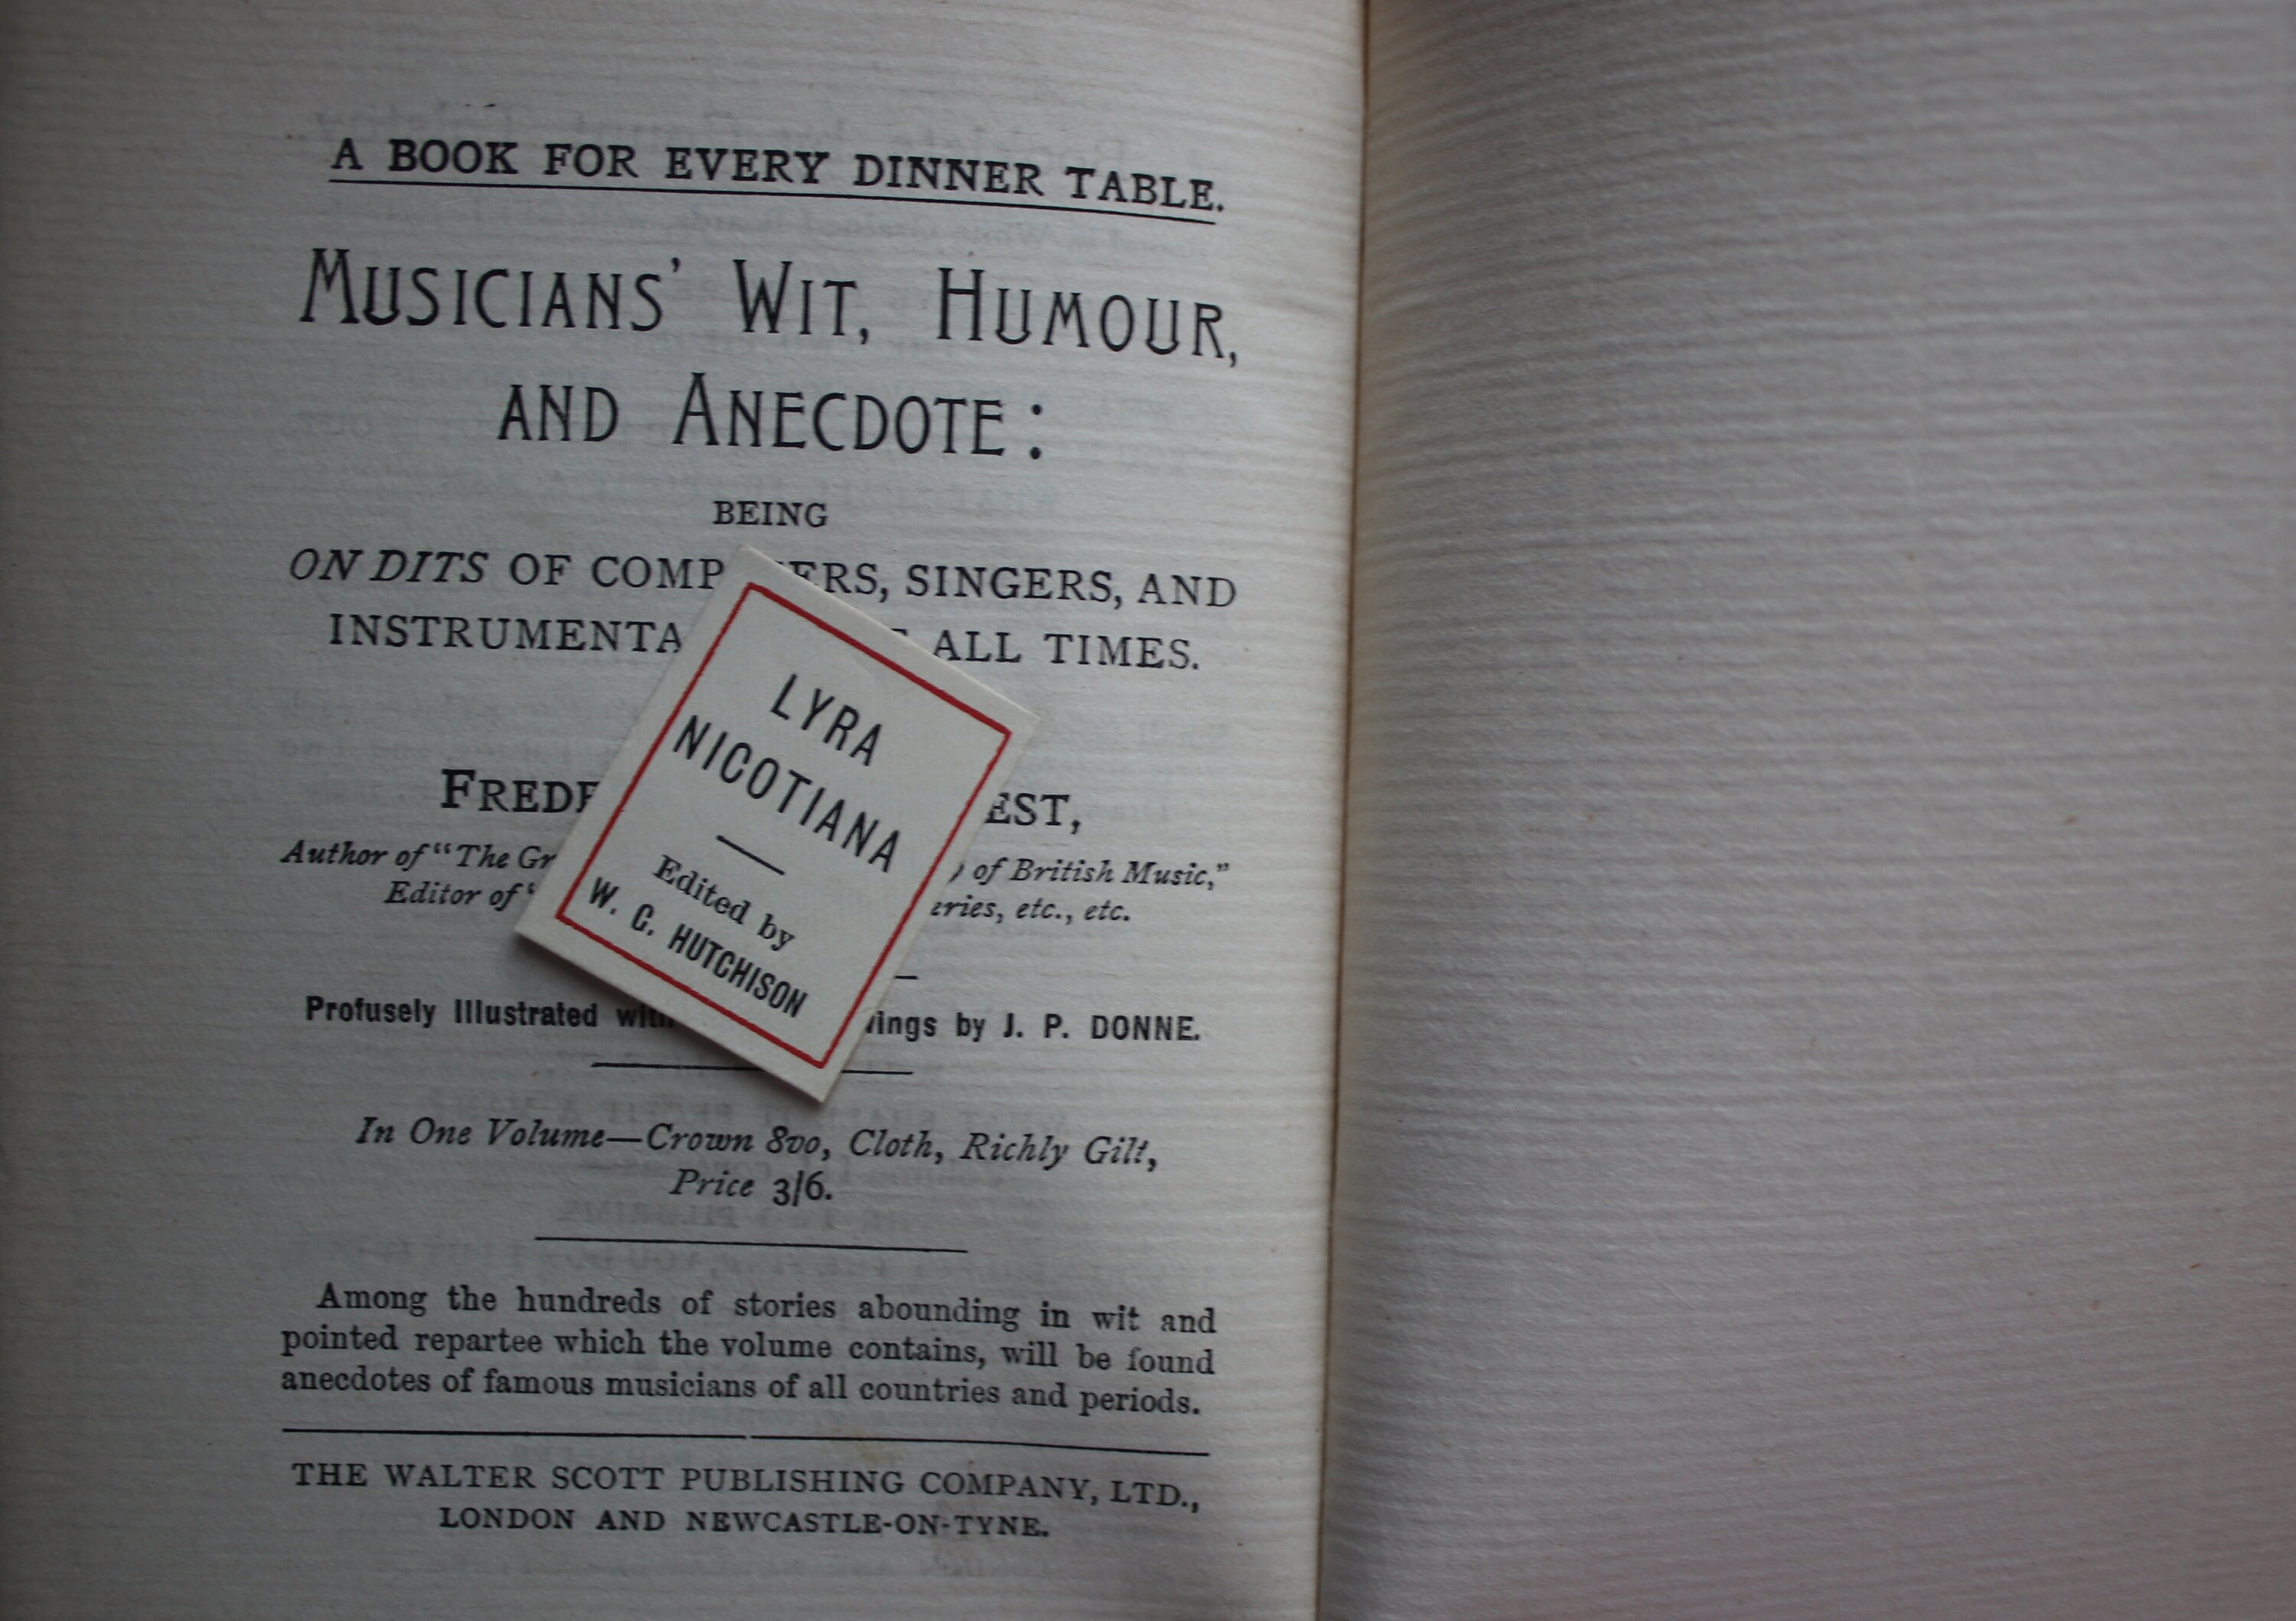 A BOOK FOR EVERY DINNER TABLE.
MUSICIANS' WIT, HUMOUR,
AND ANECDOTE:
BEING
ON DITS OF COMP ERS, SINGERS, AND
INSTRUMENTA ALL TIMES.
FREDE EST,
Author of "The Gr of British Music,"
Editor of " eries, etc., etc.
Profusely Illustrated with ings by J. P. DONNE.
In One Volume—Crown 8vo, Cloth, Richly Gilt,
Price 3/6.
Among the hundreds of stories abounding in wit and
pointed repartee which the volume contains, will be found
anecdotes of famous musicians of all countries and periods.
THE WALTER SCOTT PUBLISHING COMPANY, LTD.,
LONDON AND NEWCASTLE-ON-TYNE.
LYRA
NICOTIANA
Edited by
W. G. HUTCHISON